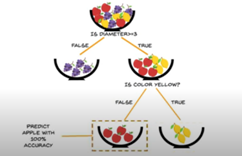 IS DIAMETER>=3
FALSE
TRUE
IS COLOR YELLOW?
FALSE
TRUE
PREDICT
APPLE WITH
100%
ACCURACY